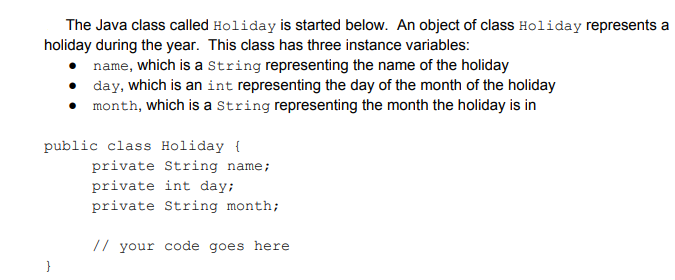 The Java class called Holiday is started below. An object of class Holiday represents a
holiday during the year. This class has three instance variables:
● name, which is a String representing the name of the holiday
● day, which is an int representing the day of the month of the holiday
● month, which is a String representing the month the holiday is in
public class Holiday {
private String name;
private int day;
private String month;
// your code goes here
}